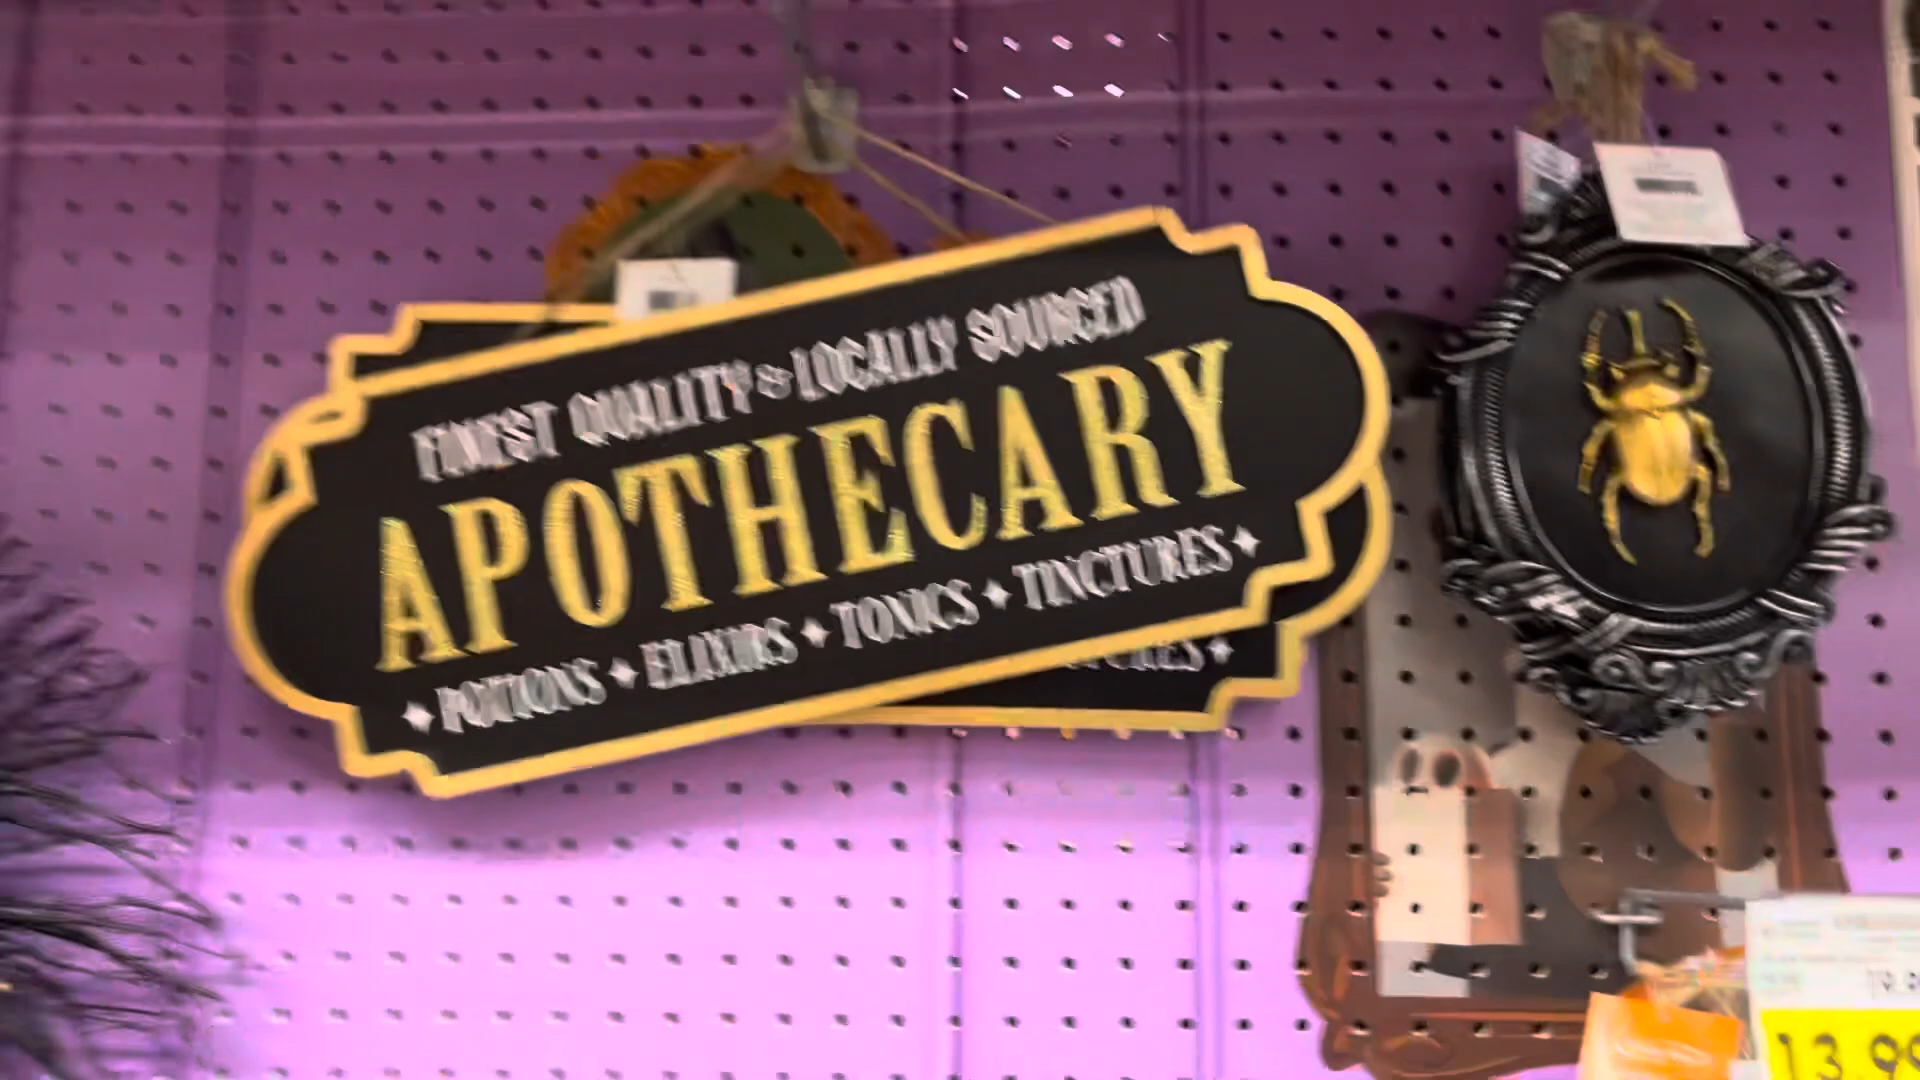 FINEST QUALITY & LOCALLY SOURCED
APOTHECARY
POTIONS ✦ ELIXIRS ✦ TONICS ✦ TINCTURES
13.99